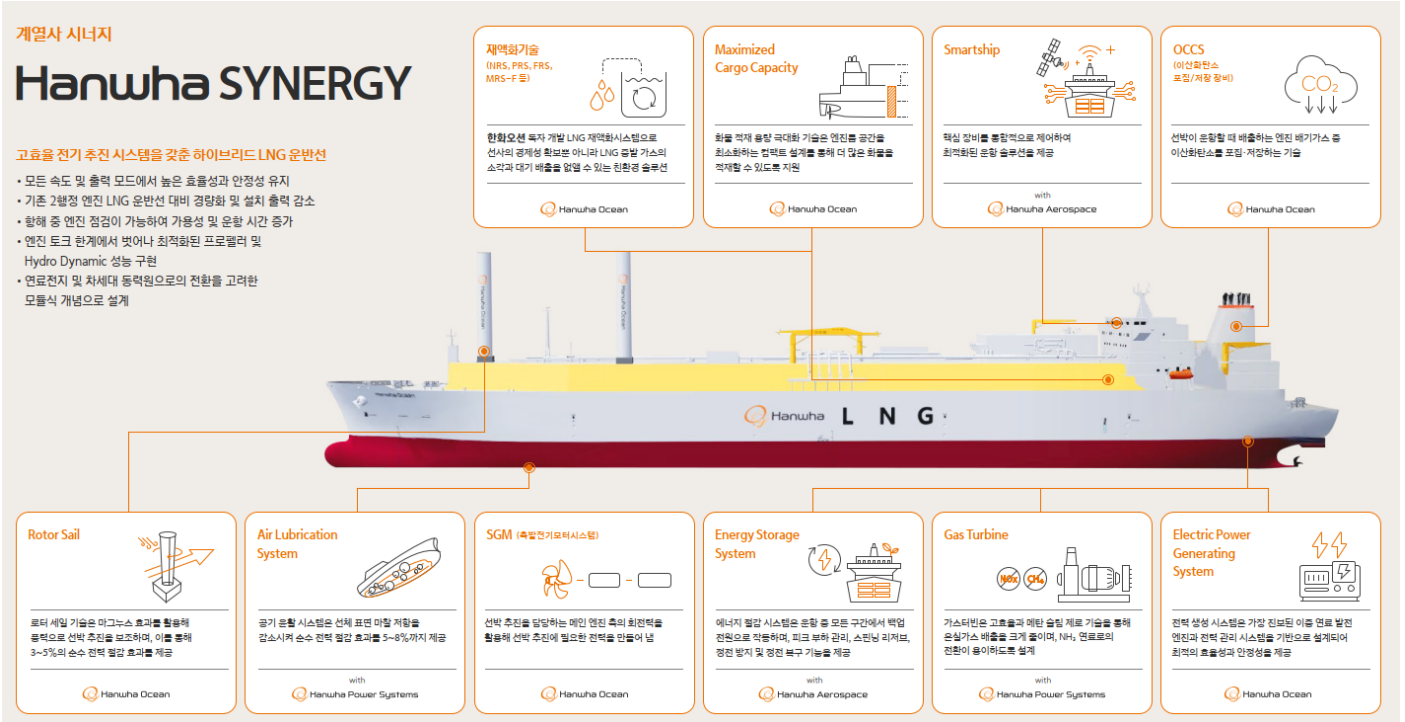 계열사 시너지
Hanwha SYNERGY
고효율 전기 추진 시스템을 갖춘 하이브리드 LNG 운반선
• 모든 속도 및 출력 모드에서 높은 효율성과 안정성 유지
• 기존 2행정 엔진 LNG 운반선 대비 경량화 및 설치 출력 감소
• 항해 중 엔진 점검이 가능하여 가용성 및 운항 시간 증가
• 엔진 토크 한계에서 벗어나 최적화된 프로펠러 및
Hydro Dynamic 성능 구현
• 연료전지 및 차세대 동력원으로의 전환을 고려한
모듈식 개념으로 설계
재액화기술
(NRS, PRS, FRS,
MRS-F 등)
한화오션 독자 개발 LNG 재액화시스템으로
선사의 경제성 확보뿐 아니라 LNG 증발 가스의
소각과 대기 배출을 없앨 수 있는 친환경 솔루션
Hanwha Ocean
Maximized
Cargo Capacity
화물 적재 용량 극대화 기술은 엔진룸 공간을
최소화하는 컴팩트 설계를 통해 더 많은 화물을
적재할 수 있도록 지원
Hanwha Ocean
Smartship
핵심 장비를 통합적으로 제어하여
최적화된 운항 솔루션을 제공
with
Hanwha Aerospace
OCCS
(이산화탄소
포집/저장 장비)
CO₂
선박이 운항할 때 배출하는 엔진 배기가스 중
이산화탄소를 포집·저장하는 기술
Hanwha Ocean
Hanwha Ocean
Hanwha Ocean
Hanwha Ocean
Hanwha LNG
Rotor Sail
로터 세일 기술은 마그누스 효과를 활용해
풍력으로 선박 추진을 보조하며, 이를 통해
3~5%의 순수 전력 절감 효과를 제공
Hanwha Ocean
Air Lubrication
System
공기 윤활 시스템은 선체 표면 마찰 저항을
감소시켜 순수 전력 절감 효과를 5~8%까지 제공
with
Hanwha Power Systems
SGM (축발전기모터시스템)
선박 추진을 담당하는 메인 엔진 축의 회전력을
활용해 선박 추진에 필요한 전력을 만들어 냄
Hanwha Ocean
Energy Storage
System
에너지 절감 시스템은 운항 중 모든 구간에서 백업
전원으로 작동하며, 피크 부하 관리, 스피닝 리저브,
정전 방지 및 정전 복구 기능을 제공
with
Hanwha Aerospace
Gas Turbine
NOx
CH₄
가스터빈은 고효율과 메탄 슬립 제로 기술을 통해
온실가스 배출을 크게 줄이며, NH₃ 연료로의
전환이 용이하도록 설계
with
Hanwha Power Systems
Electric Power
Generating
System
전력 생성 시스템은 가장 진보된 이중 연료 발전
엔진과 전력 관리 시스템을 기반으로 설계되어
최적의 효율성과 안정성을 제공
Hanwha Ocean